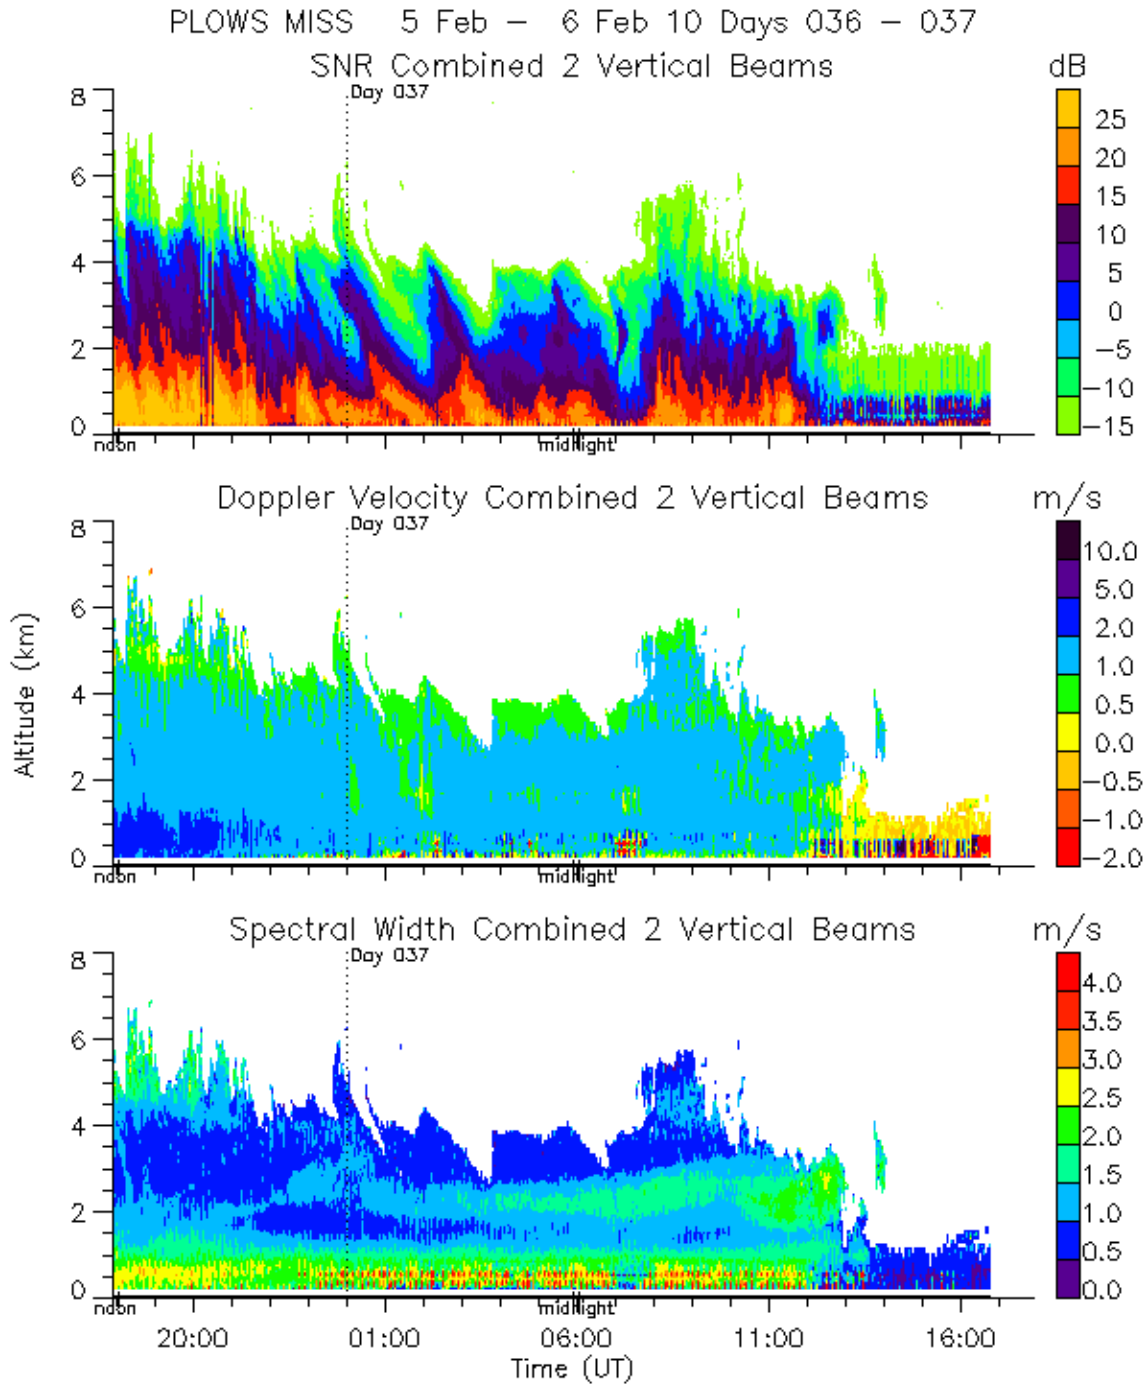 PLOWS MISS 5 Feb - 6 Feb 10 Days 036 - 037
SNR Combined 2 Vertical Beams
dB
Day 037
8
6
4
2
0
25
20
15
10
5
0
-5
-10
-15
noon
midnight
Doppler Velocity Combined 2 Vertical Beams
m/s
Day 037
8
6
4
2
0
10.0
5.0
2.0
1.0
0.5
0.0
-0.5
-1.0
-2.0
Altitude (km)
noon
midnight
Spectral Width Combined 2 Vertical Beams
m/s
Day 037
8
6
4
2
0
4.0
3.5
3.0
2.5
2.0
1.5
1.0
0.5
0.0
noon
midnight
20:00 01:00 06:00 11:00 16:00
Time (UT)